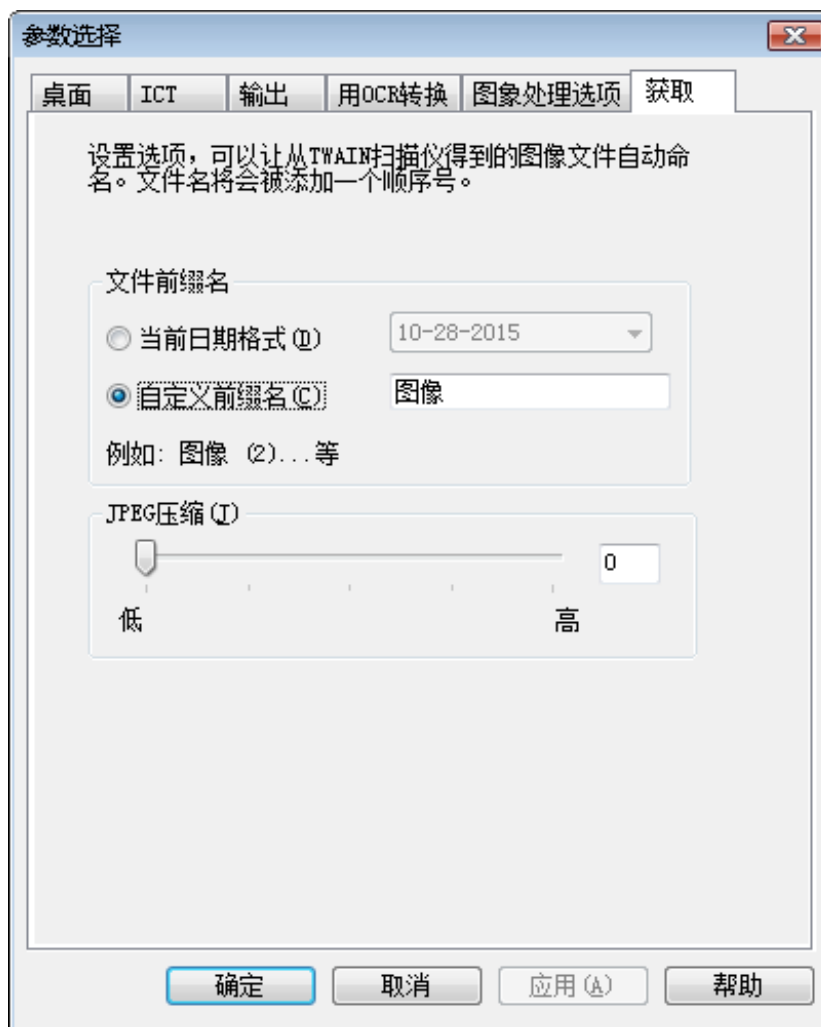 参数选择
桌面 ICT 输出 用OCR转换 图象处理选项 获取
设置选项，可以让从TWAIN扫描仪得到的图像文件自动命
名。文件名将会被添加一个顺序号。
文件前缀名
当前日期格式(D) 10-28-2015
自定义前缀名(C) 图像
例如: 图像 (2)...等
JPEG压缩(J)
0
低 高
确定 取消 应用(A) 帮助